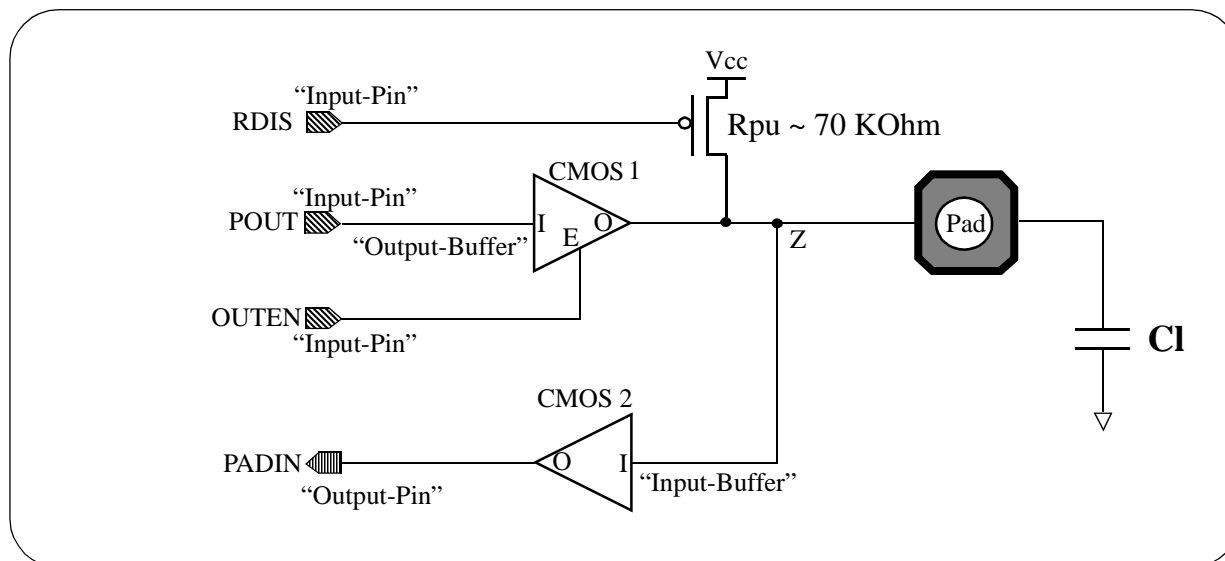 Vcc
“Input-Pin”
RDIS
Rpu ~ 70 KOhm
CMOS 1
“Input-Pin”
POUT
I
O
E
“Output-Buffer”
Z
Pad
OUTEN
“Input-Pin”
Cl
CMOS 2
PADIN
O
I
“Input-Buffer”
“Output-Pin”